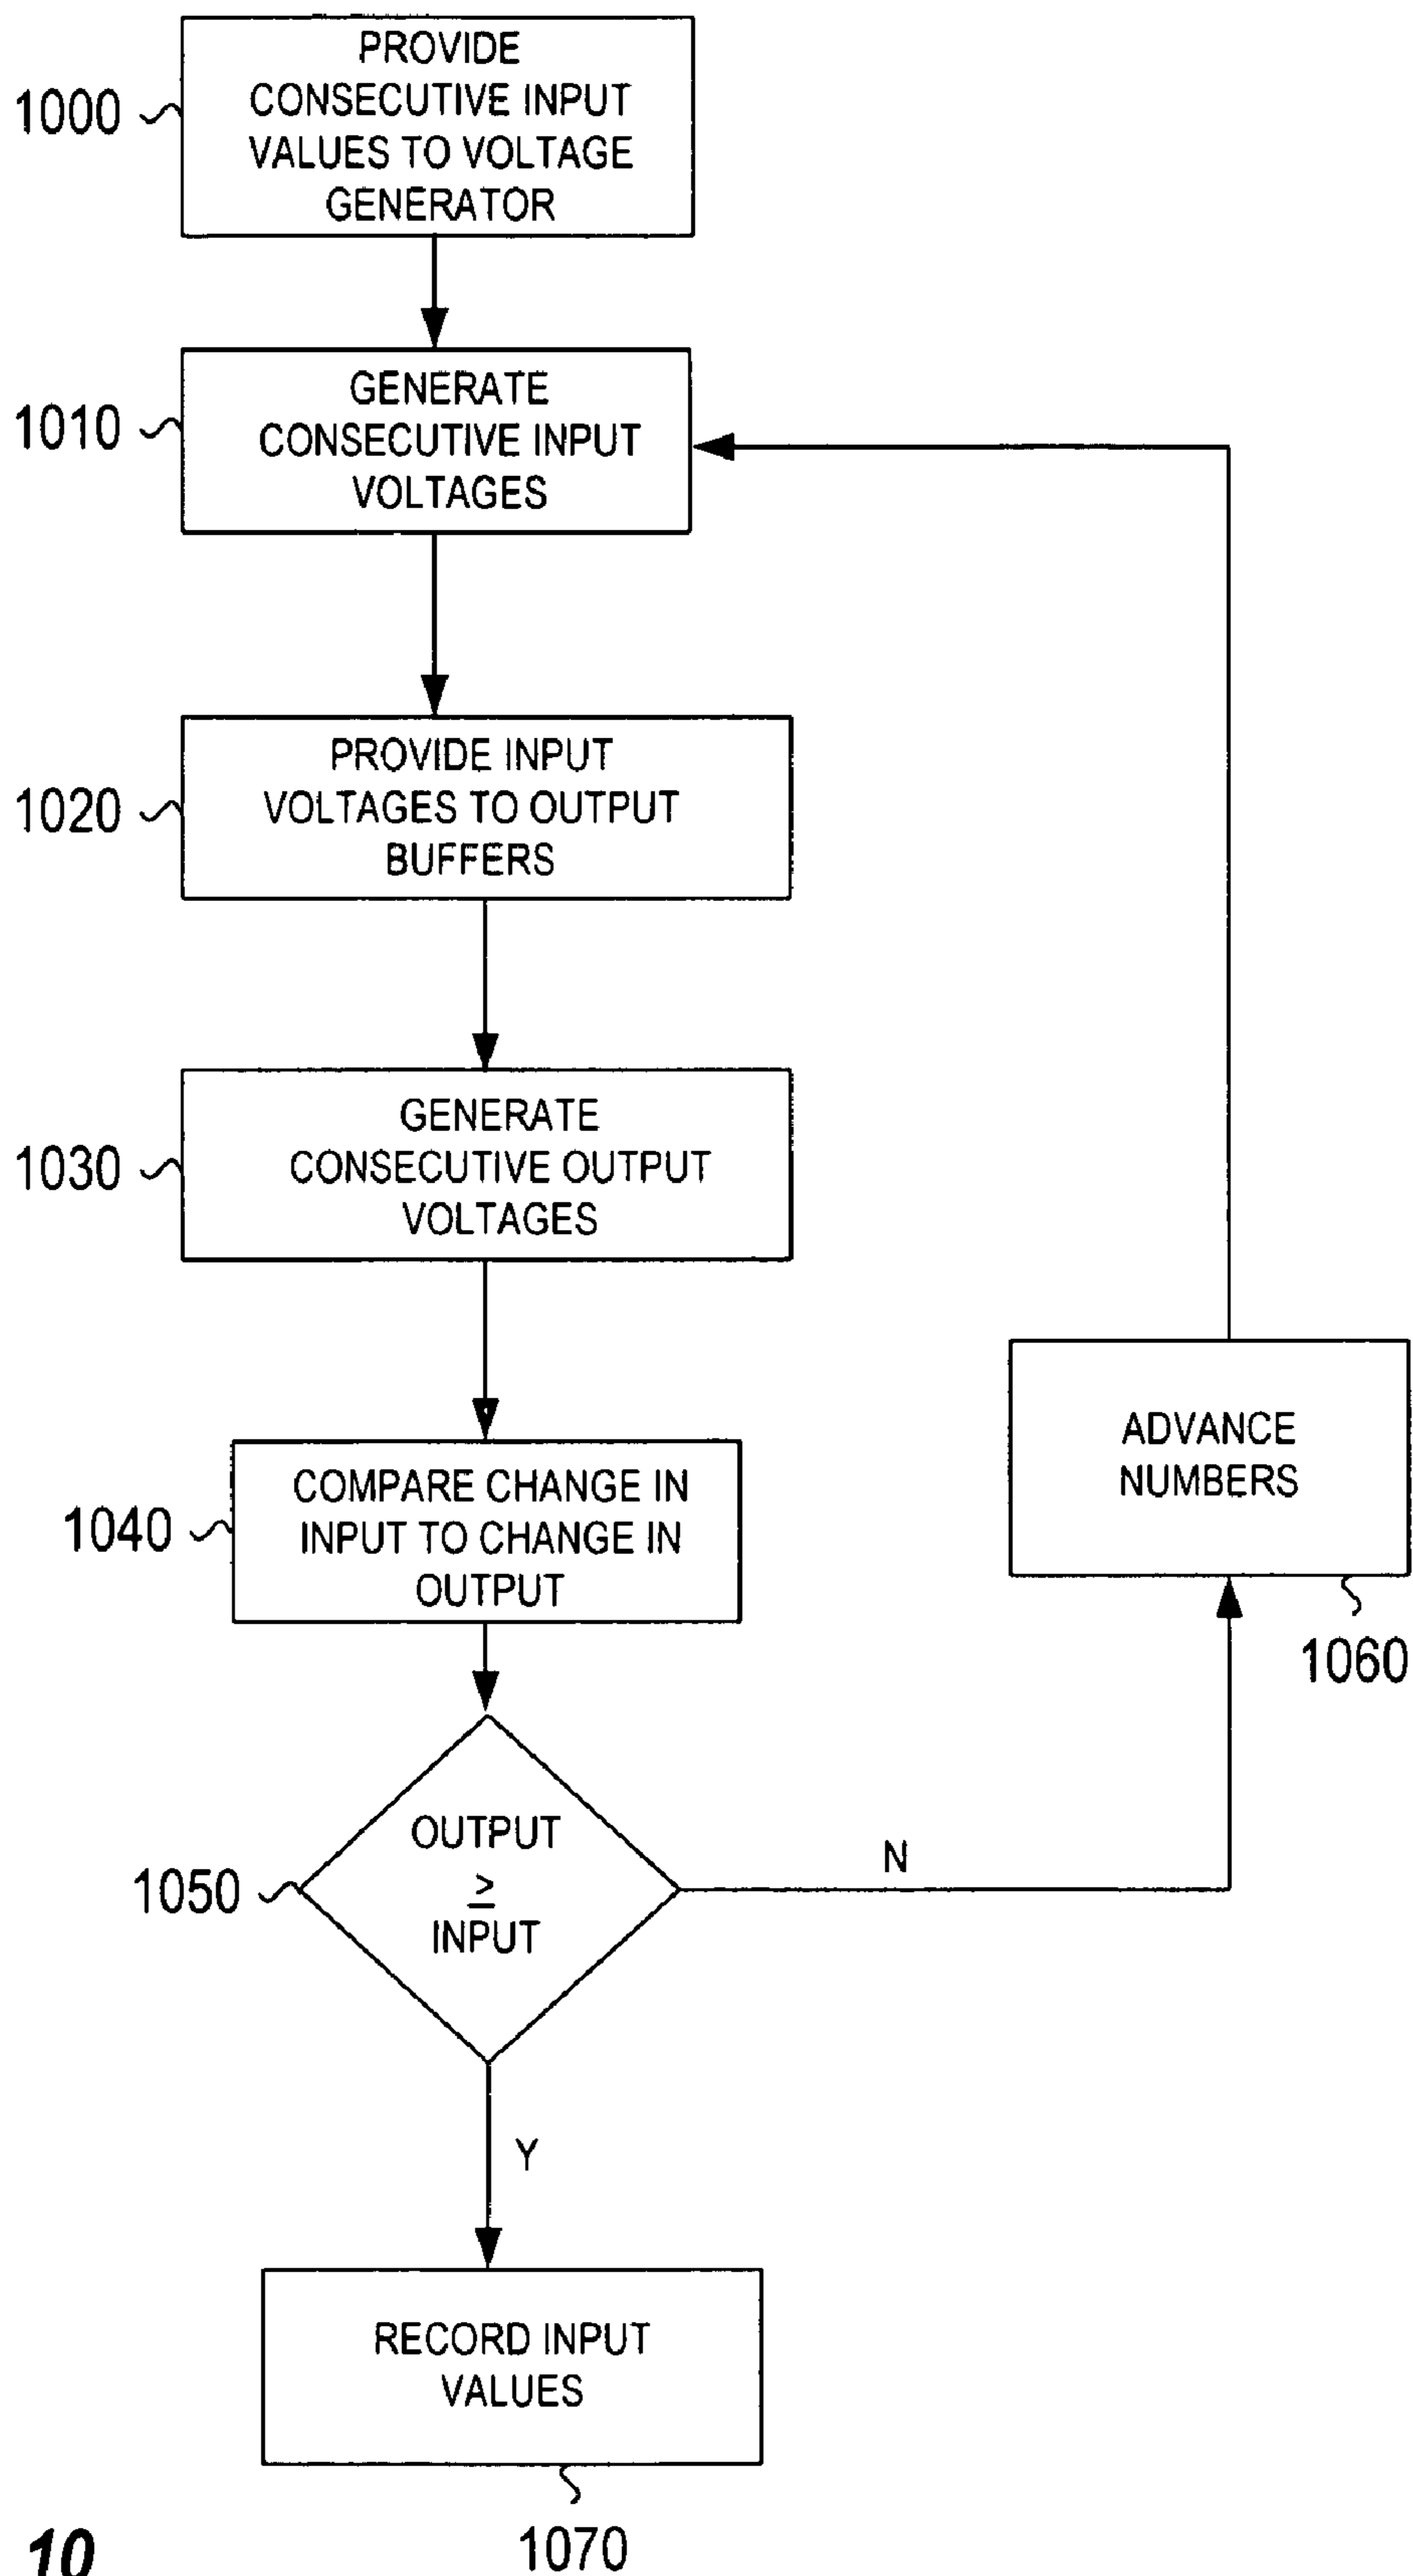 PROVIDE
CONSECUTIVE INPUT
VALUES TO VOLTAGE
GENERATOR
1000
GENERATE
CONSECUTIVE INPUT
VOLTAGES
1010
PROVIDE INPUT
VOLTAGES TO OUTPUT
BUFFERS
1020
GENERATE
CONSECUTIVE OUTPUT
VOLTAGES
1030
COMPARE CHANGE IN
INPUT TO CHANGE IN
OUTPUT
1040
ADVANCE
NUMBERS
1060
OUTPUT
≥
INPUT
1050
N
Y
RECORD INPUT
VALUES
1070
10